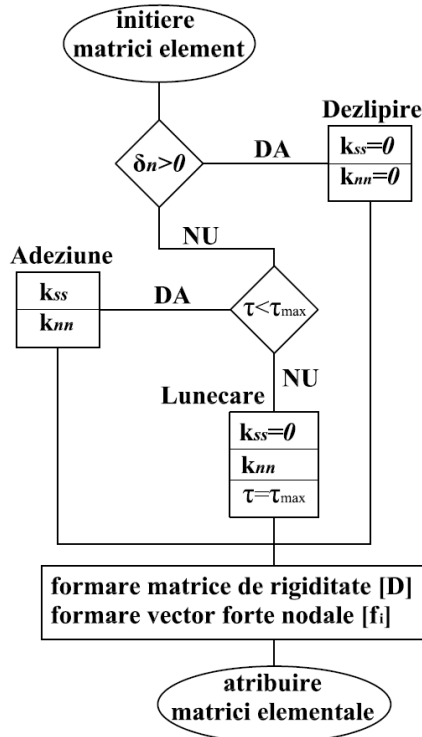 initiere
matrici element
δn>0
DA
Dezlipire
kss=0
knn=0
NU
Adeziune
kss
knn
DA
τ<τmax
NU
Lunecare
kss=0
knn
τ=τmax
formare matrice de rigiditate [D]
formare vector forte nodale [fi]
atribuire
matrici elementale